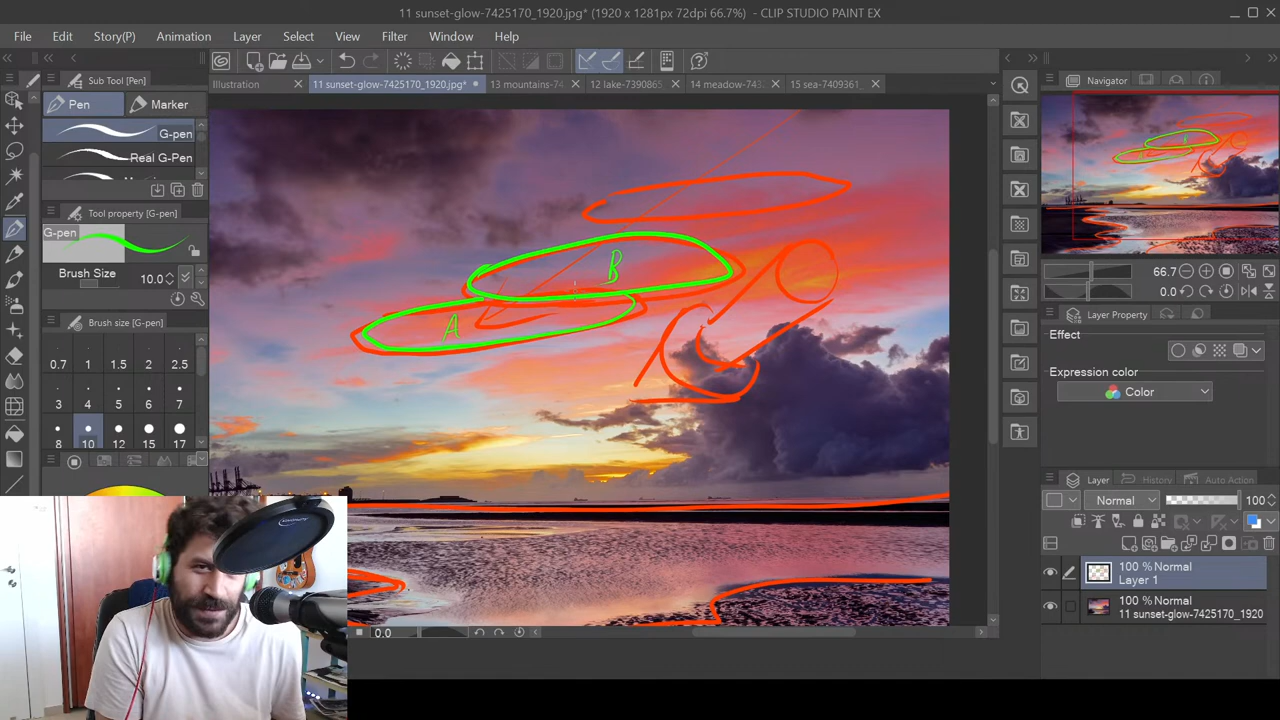 11 sunset-glow-7425170_1920.jpg* (1920 x 1281px 72dpi 66.7%) - CLIP STUDIO PAINT EX
File Edit Story(P) Animation Layer Select View Filter Window Help
Sub Tool [Pen]
Illustration 11 sunset-glow-7425170_1920.jpg* 13 mountains-74 12 lake-7390865 14 meadow-743 15 sea-7409361_
Navigator
Pen Marker
G-pen
Real G-Pen
Tool property [G-pen]
G-pen
Brush Size 10.0
Brush size [G-pen]
0.7 1 1.5 2 2.5
3 4 5 6 7
8 10 12 15 17
B
A
66.7
0.0
Layer Property
Effect
Expression color
Color
Layer History Auto Action
Normal 100
100 % Normal
Layer 1
100 % Normal
11 sunset-glow-7425170_1920
0.0